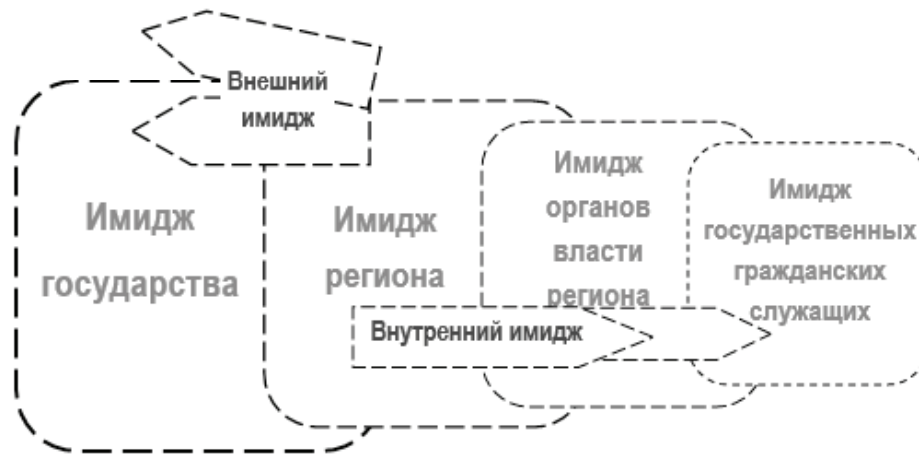 Внешний
имидж
Имидж
государства
Имидж
региона
Имидж
органов
власти
региона
Имидж
государственных
гражданских
служащих
Внутренний имидж